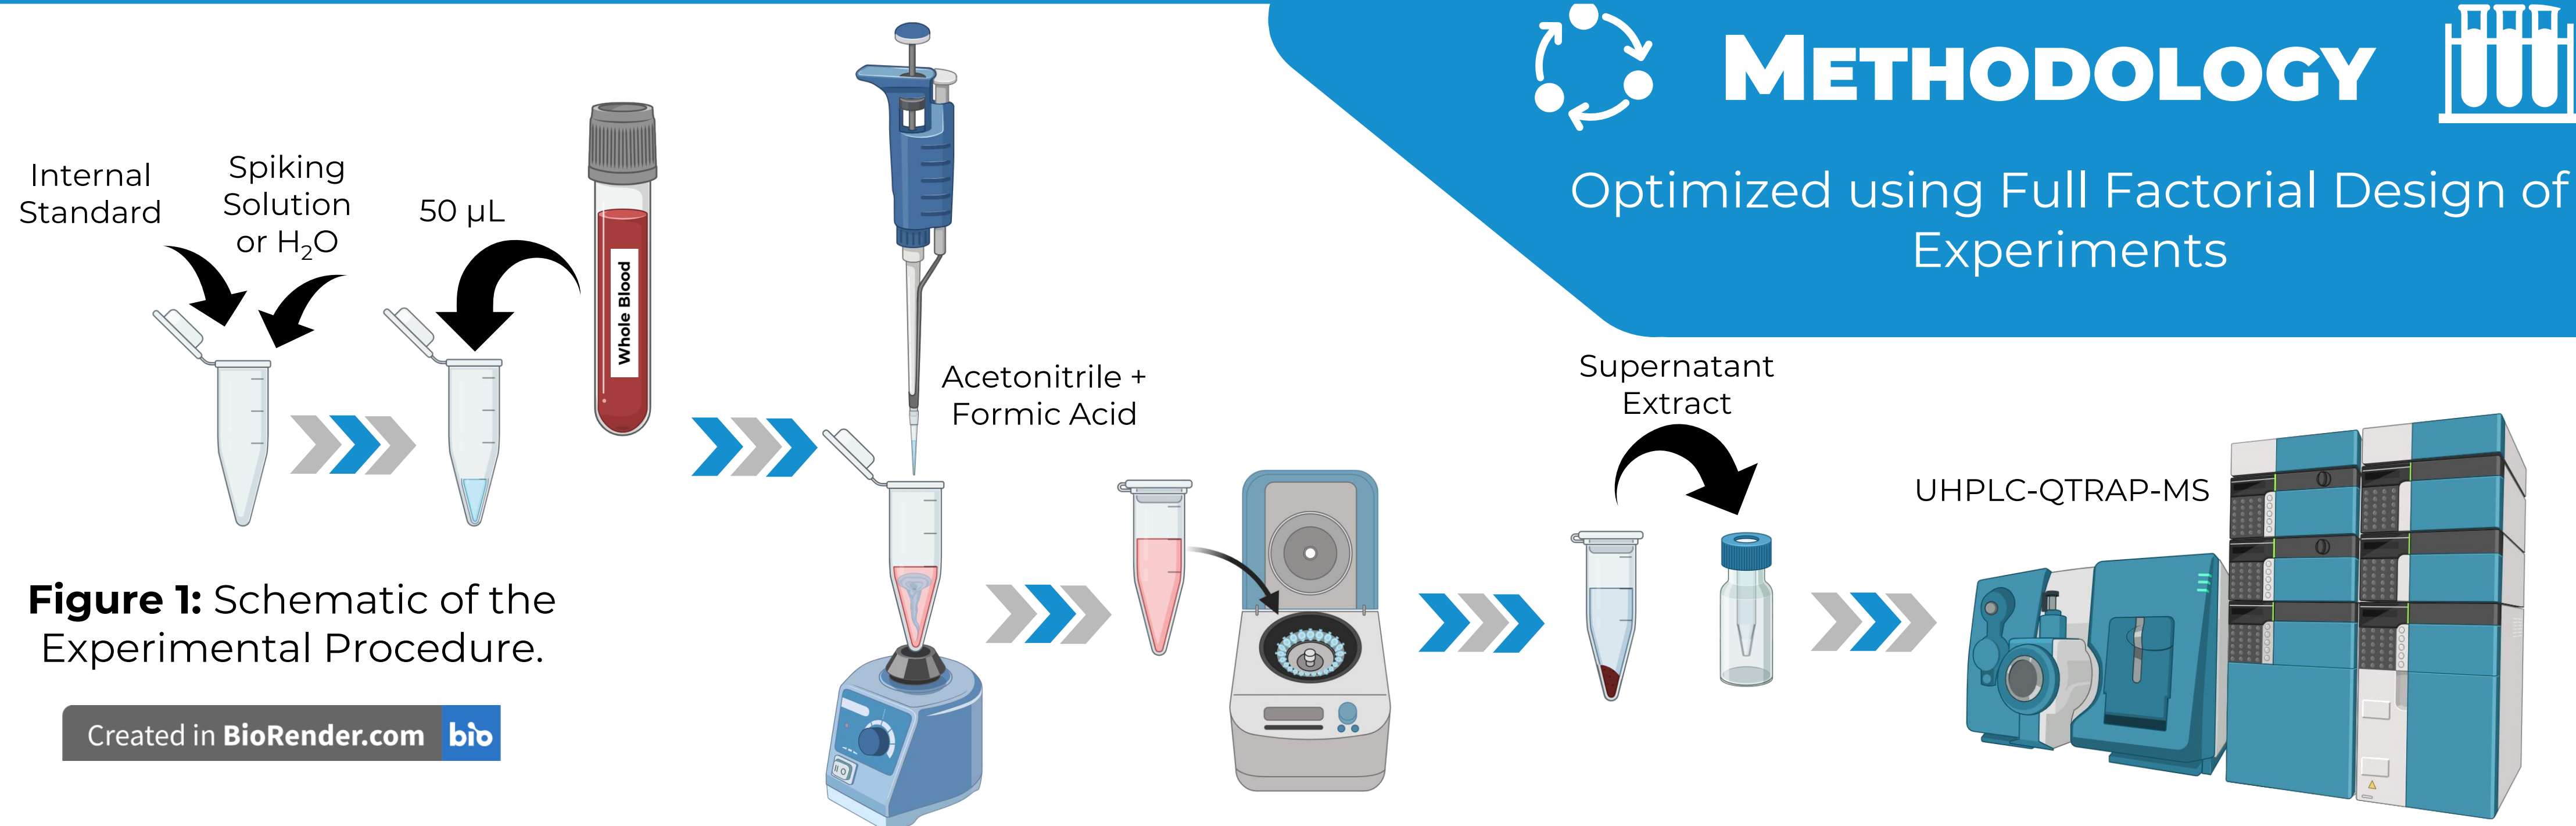 METHODOLOGY
Optimized using Full Factorial Design of
Experiments
Internal
Standard
Spiking
Solution
or H₂O
50 µL
Whole Blood
Acetonitrile +
Formic Acid
Supernatant
Extract
UHPLC-QTRAP-MS
Figure 1: Schematic of the
Experimental Procedure.
Created in BioRender.com bio